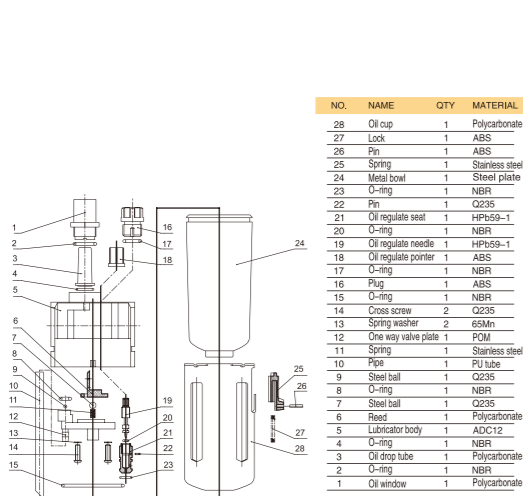 NO. NAME QTY MATERIAL
28 Oil cup 1 Polycarbonate
27 Lock 1 ABS
26 Pin 1 ABS
25 Spring 1 Stainless steel
24 Metal bowl 1 Steel plate
23 O-ring 1 NBR
22 Pin 1 Q235
21 Oil regulate seat 1 HPb59-1
20 O-ring 1 NBR
19 Oil regulate needle 1 HPb59-1
18 Oil regulate pointer 1 ABS
17 O-ring 1 NBR
16 Plug 1 ABS
15 O-ring 1 NBR
14 Cross screw 2 Q235
13 Spring washer 2 65Mn
12 One way valve plate 1 POM
11 Spring 1 Stainless steel
10 Pipe 1 PU tube
9 Steel ball 1 Q235
8 O-ring 1 NBR
7 Steel ball 1 Q235
6 Reed 1 Polycarbonate
5 Lubricator body 1 ADC12
4 O-ring 1 NBR
3 Oil drop tube 1 Polycarbonate
2 O-ring 1 NBR
1 Oil window 1 Polycarbonate
1
2
3
4
5
6
7
8
9
10
11
12
13
14
15
16
17
18
19
20
21
22
23
24
25
26
27
28